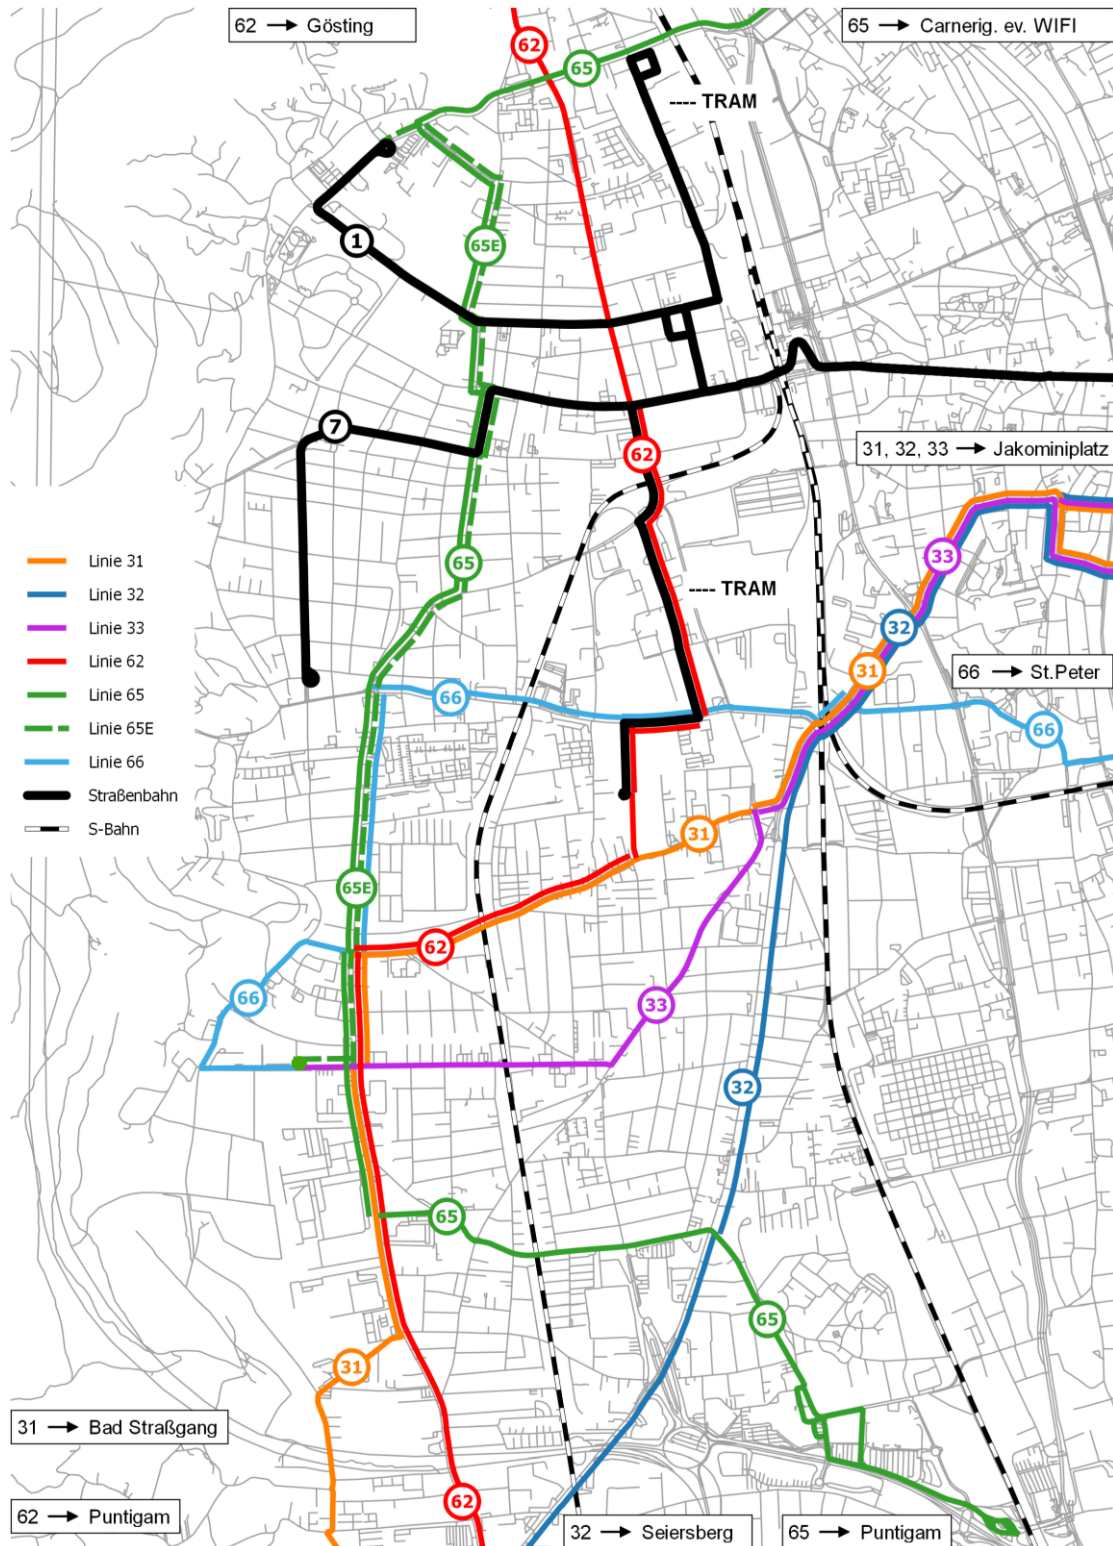 62 → Gösting
65 → Carnerig. ev. WIFI
62
65
---- TRAM
1
65E
7
62
31, 32, 33 → Jakominiplatz
33
65
Linie 31
Linie 32
Linie 33
Linie 62
Linie 65
Linie 65E
Linie 66
Straßenbahn
S-Bahn
---- TRAM
32
31
66 → St.Peter
66
66
31
65E
62
66
33
32
65
65
31
31 → Bad Straßgang
62
62 → Puntigam
32 → Seiersberg
65 → Puntigam